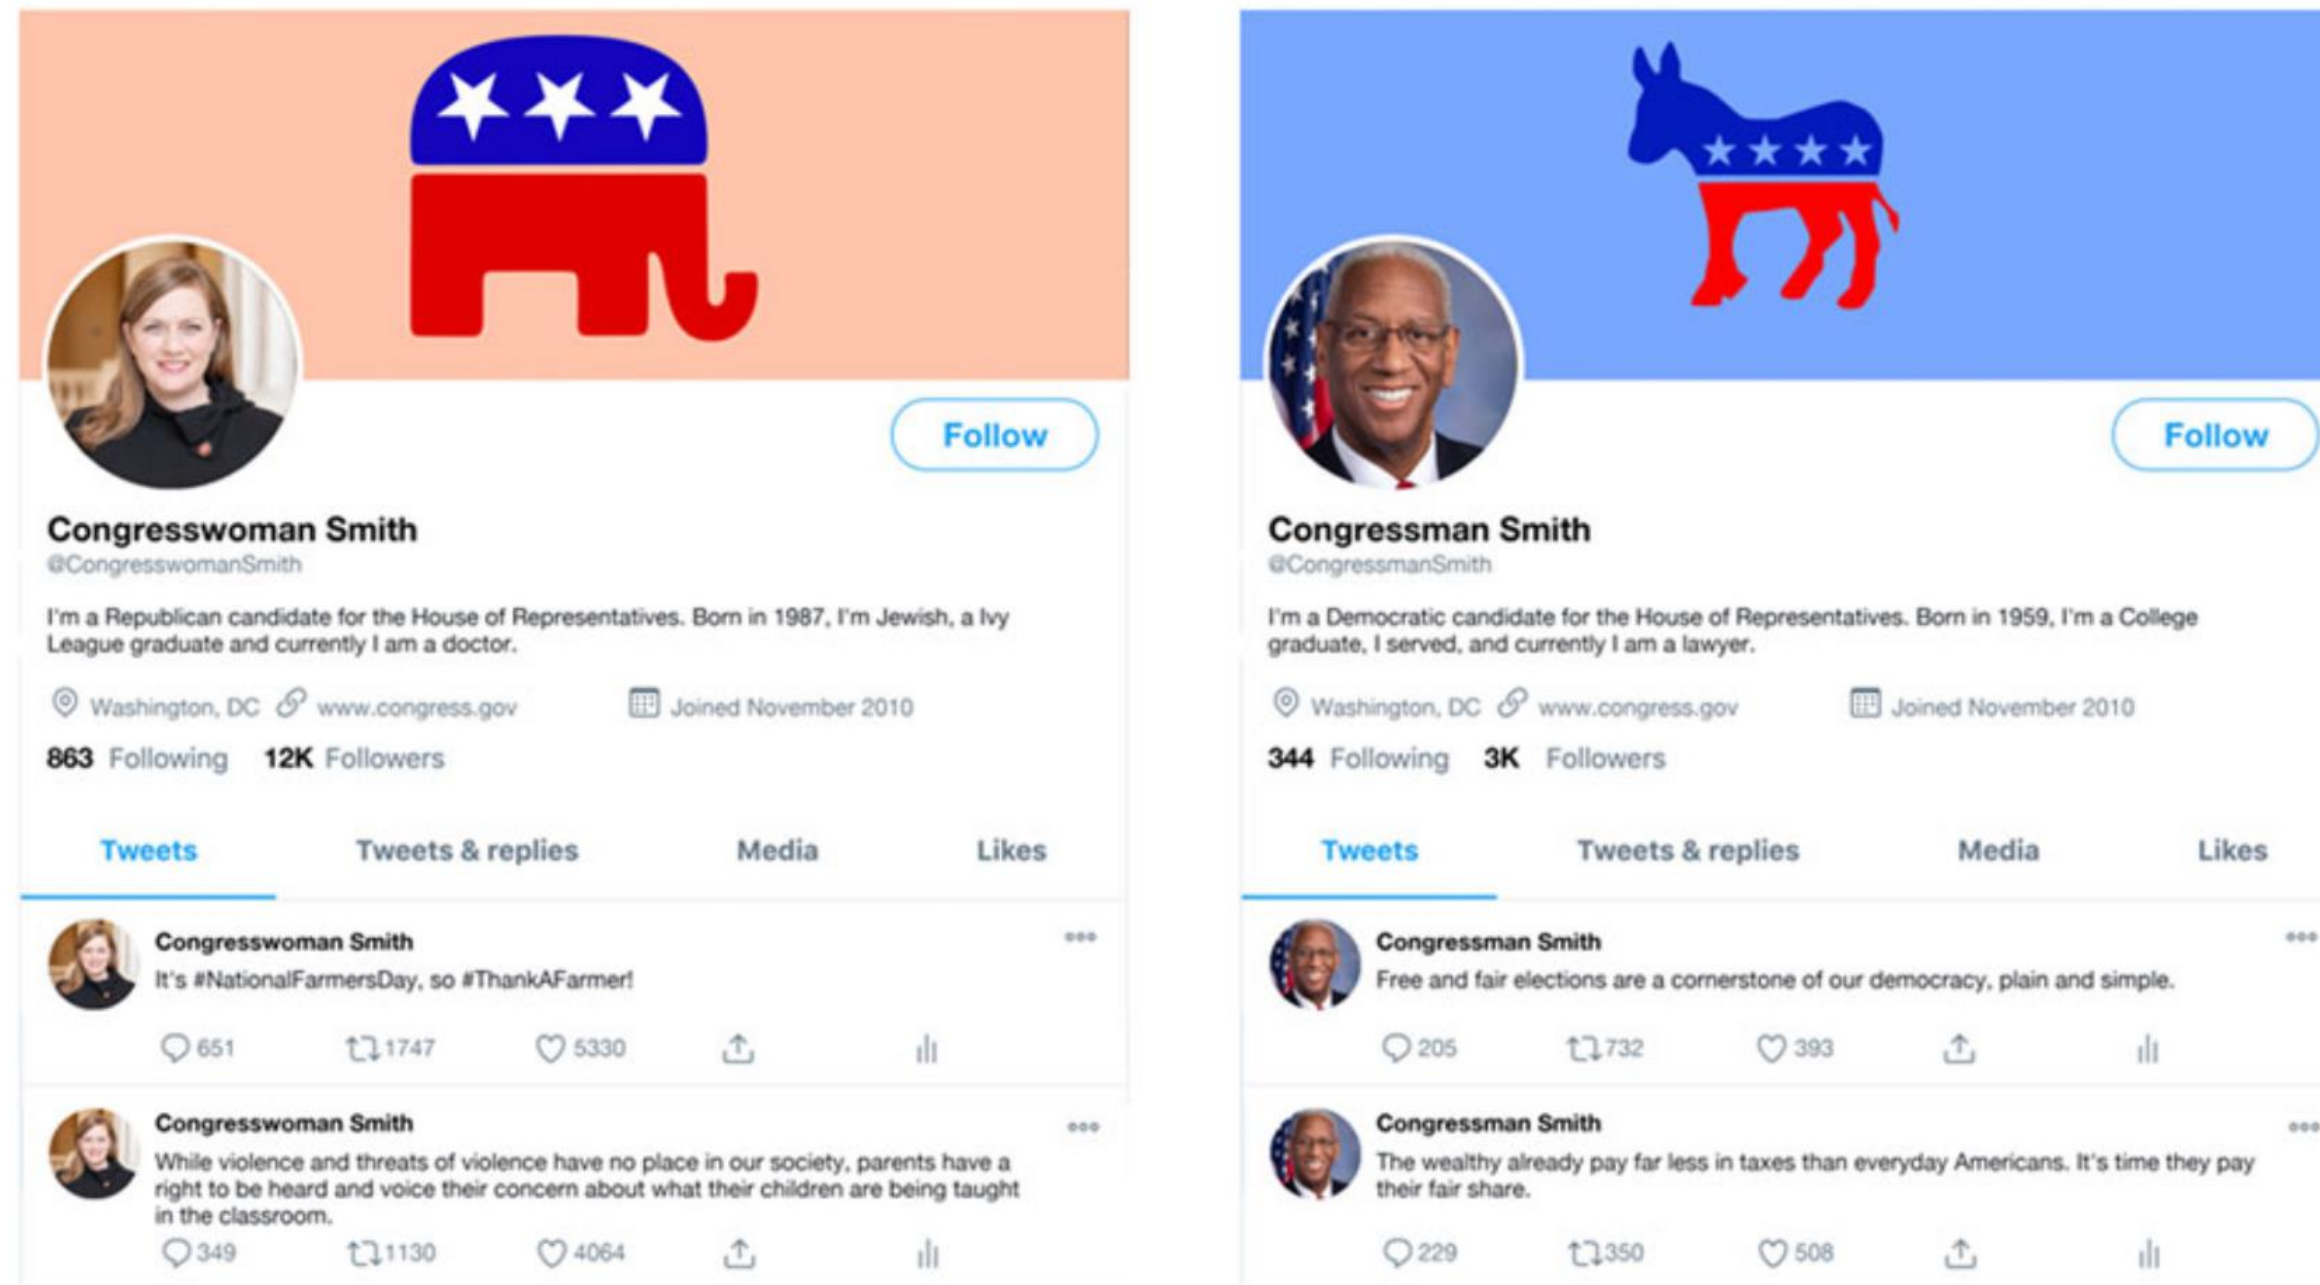 Follow
Congresswoman Smith
@CongresswomanSmith
I'm a Republican candidate for the House of Representatives. Born in 1987, I'm Jewish, a Ivy
League graduate and currently I am a doctor.
Washington, DC www.congress.gov Joined November 2010
863 Following 12K Followers
Tweets Tweets & replies Media Likes
Congresswoman Smith
It's #NationalFarmersDay, so #ThankAFarmer!
651 1747 5330
Congresswoman Smith
While violence and threats of violence have no place in our society, parents have a
right to be heard and voice their concern about what their children are being taught
in the classroom.
349 1130 4064
Follow
Congressman Smith
@CongressmanSmith
I'm a Democratic candidate for the House of Representatives. Born in 1959, I'm a College
graduate, I served, and currently I am a lawyer.
Washington, DC www.congress.gov Joined November 2010
344 Following 3K Followers
Tweets Tweets & replies Media Likes
Congressman Smith
Free and fair elections are a cornerstone of our democracy, plain and simple.
205 732 393
Congressman Smith
The wealthy already pay far less in taxes than everyday Americans. It's time they pay
their fair share.
229 350 508